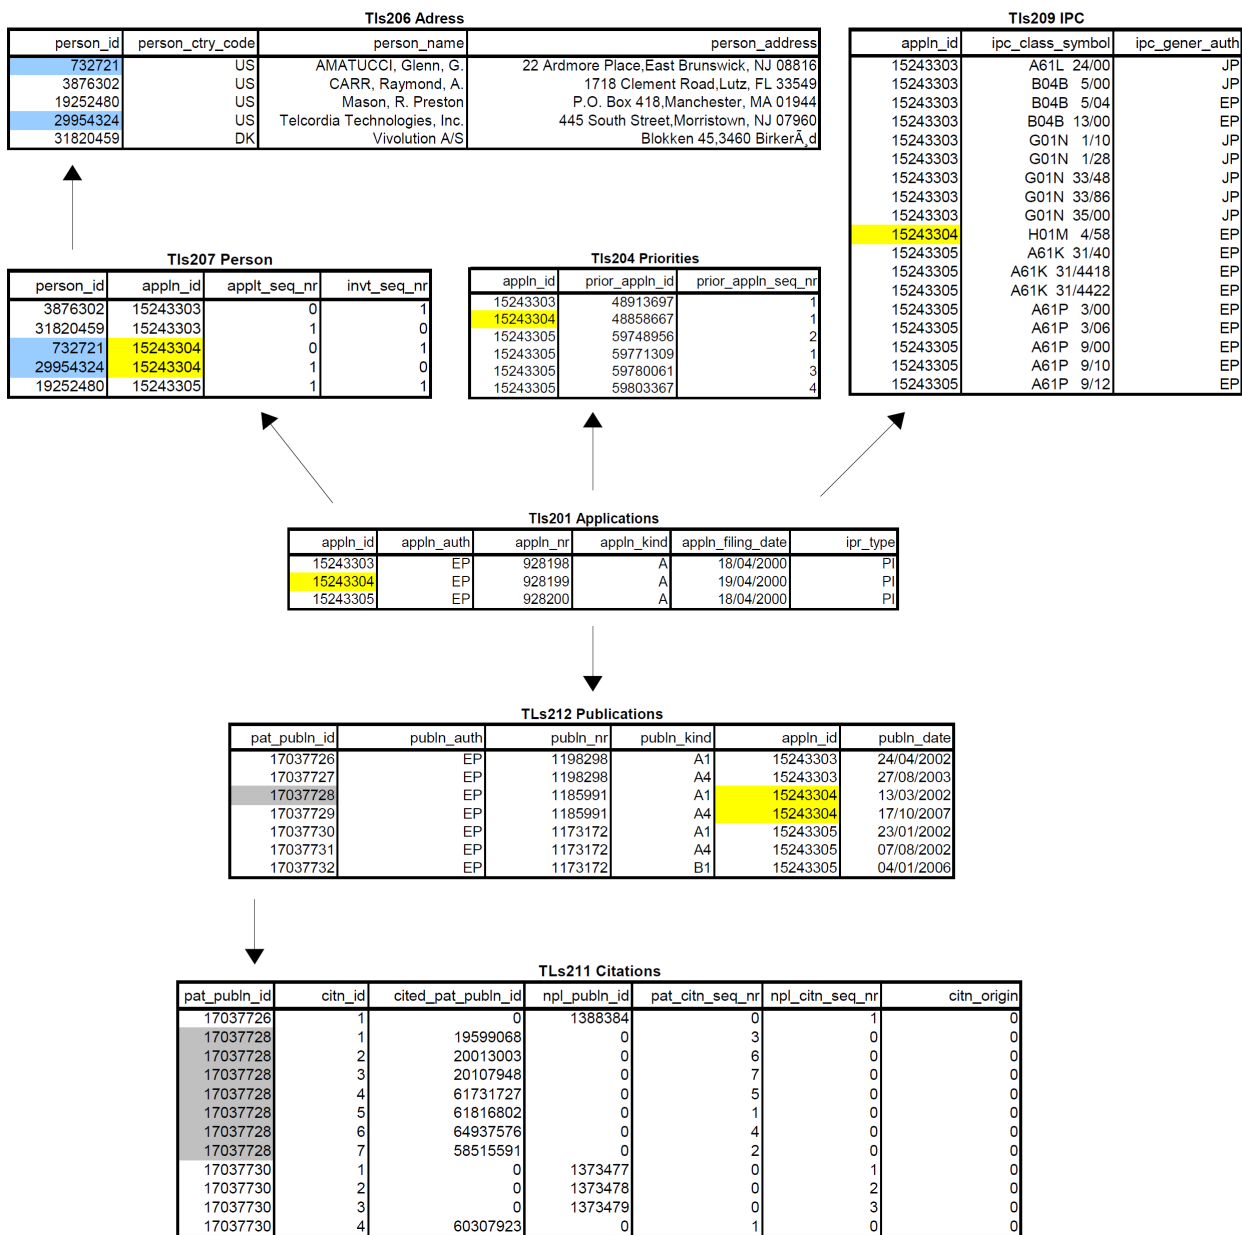 Tls206 Adress
person_id person_ctry_code person_name person_address
732721 US AMATUCCI, Glenn, G. 22 Ardmore Place,East Brunswick, NJ 08816
3876302 US CARR, Raymond, A. 1718 Clement Road,Lutz, FL 33549
19252480 US Mason, R. Preston P.O. Box 418,Manchester, MA 01944
29954324 US Telcordia Technologies, Inc. 445 South Street,Morristown, NJ 07960
31820459 DK Vivolution A/S Blokken 45,3460 BirkerÃ¸d
Tls209 IPC
appln_id ipc_class_symbol ipc_gener_auth
15243303 A61L 24/00 JP
15243303 B04B 5/00 JP
15243303 B04B 5/04 EP
15243303 B04B 13/00 EP
15243303 G01N 1/10 JP
15243303 G01N 1/28 JP
15243303 G01N 33/48 JP
15243303 G01N 33/86 JP
15243303 G01N 35/00 JP
15243304 H01M 4/58 EP
15243305 A61K 31/40 EP
15243305 A61K 31/4418 EP
15243305 A61K 31/4422 EP
15243305 A61P 3/00 EP
15243305 A61P 3/06 EP
15243305 A61P 9/00 EP
15243305 A61P 9/10 EP
15243305 A61P 9/12 EP
Tls207 Person
person_id appln_id applt_seq_nr invt_seq_nr
3876302 15243303 0 1
31820459 15243303 1 0
732721 15243304 0 1
29954324 15243304 1 0
19252480 15243305 1 1
Tls204 Priorities
appln_id prior_appln_id prior_appln_seq_nr
15243303 48913697 1
15243304 48858667 1
15243305 59748956 2
15243305 59771309 1
15243305 59780061 3
15243305 59803367 4
Tls201 Applications
appln_id appln_auth appln_nr appln_kind appln_filing_date ipr_type
15243303 EP 928198 A 18/04/2000 PI
15243304 EP 928199 A 19/04/2000 PI
15243305 EP 928200 A 18/04/2000 PI
TLs212 Publications
pat_publn_id publn_auth publn_nr publn_kind appln_id publn_date
17037726 EP 1198298 A1 15243303 24/04/2002
17037727 EP 1198298 A4 15243303 27/08/2003
17037728 EP 1185991 A1 15243304 13/03/2002
17037729 EP 1185991 A4 15243304 17/10/2007
17037730 EP 1173172 A1 15243305 23/01/2002
17037731 EP 1173172 A4 15243305 07/08/2002
17037732 EP 1173172 B1 15243305 04/01/2006
TLs211 Citations
pat_publn_id citn_id cited_pat_publn_id npl_publn_id pat_citn_seq_nr npl_citn_seq_nr citn_origin
17037726 1 0 1388384 0 1 0
17037728 1 19599068 0 3 0 0
17037728 2 20013003 0 6 0 0
17037728 3 20107948 0 7 0 0
17037728 4 61731727 0 5 0 0
17037728 5 61816802 0 1 0 0
17037728 6 64937576 0 4 0 0
17037728 7 58515591 0 2 0 0
17037730 1 0 1373477 0 1 0
17037730 2 0 1373478 0 2 0
17037730 3 0 1373479 0 3 0
17037730 4 60307923 0 1 0 0